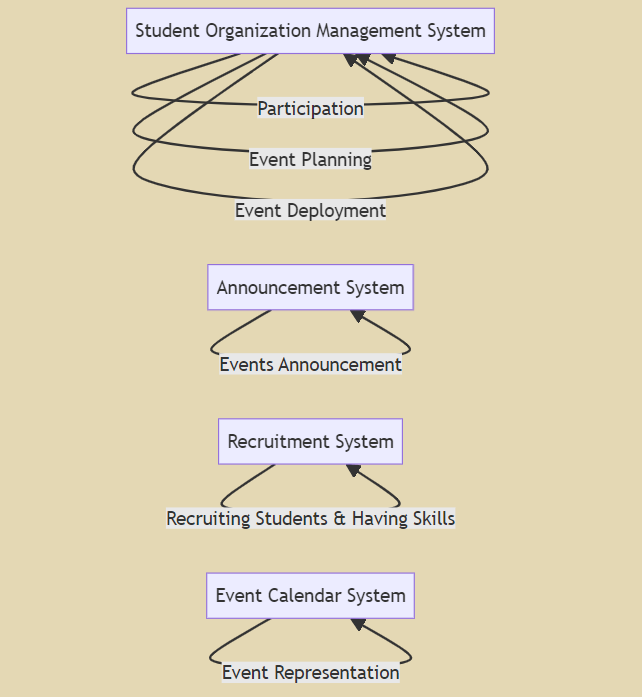 Student Organization Management System
Participation
Event Planning
Event Deployment
Announcement System
Events Announcement
Recruitment System
Recruiting Students & Having Skills
Event Calendar System
Event Representation